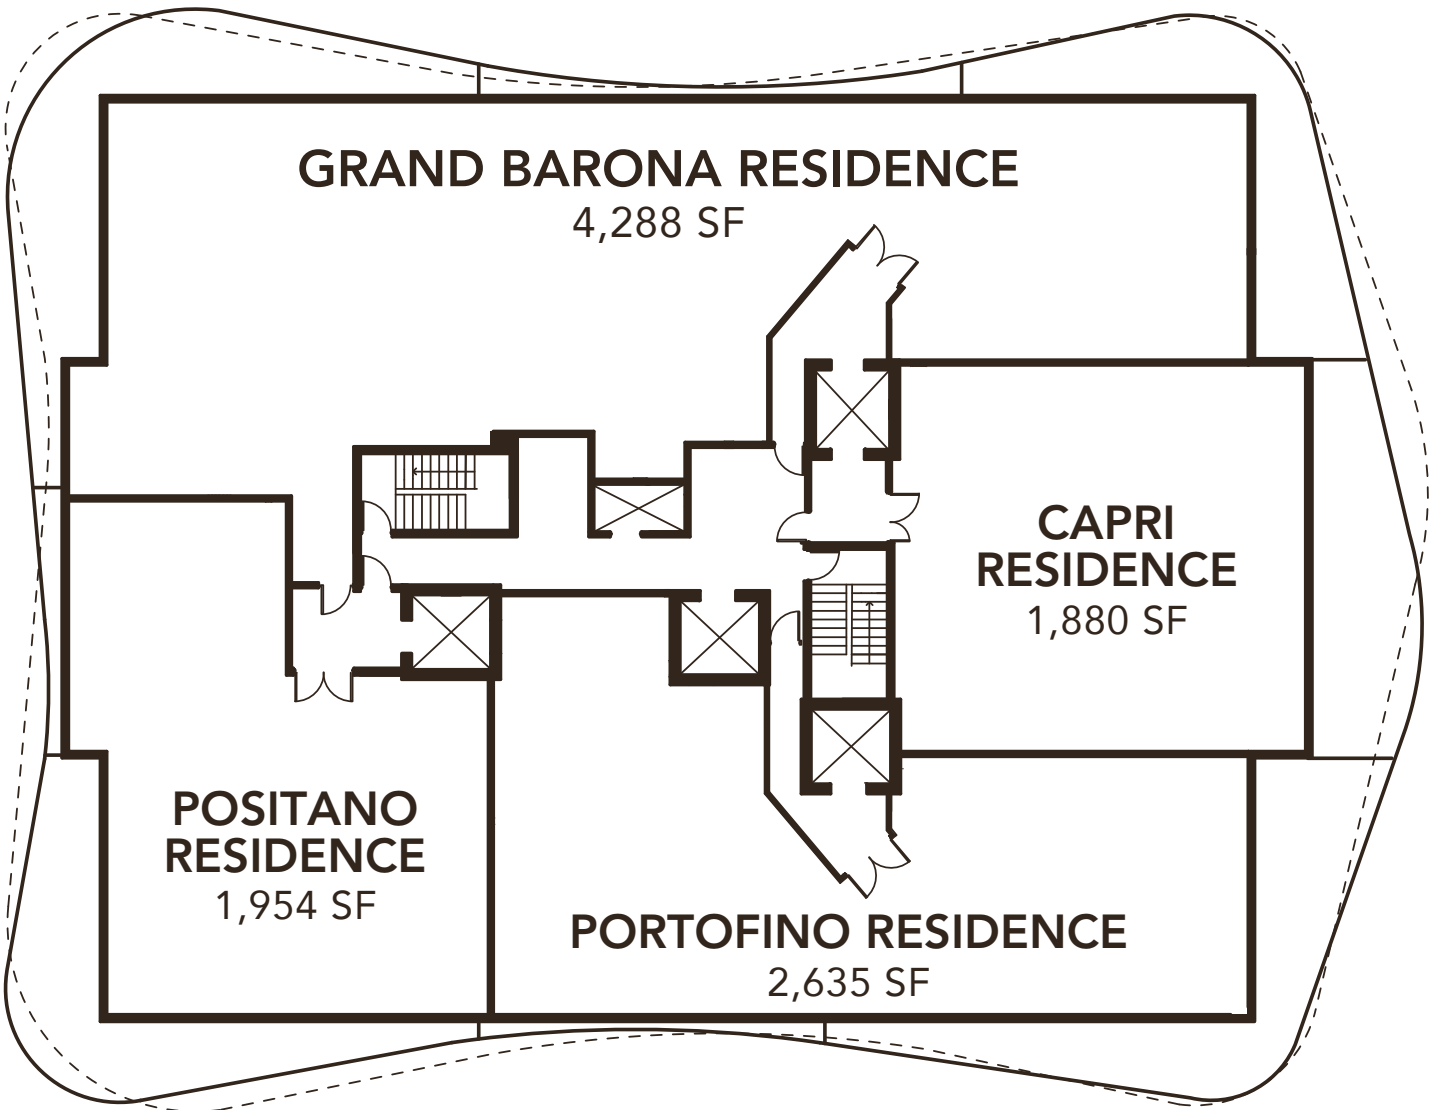 GRAND BARONA RESIDENCE
4,288 SF
CAPRI
RESIDENCE
1,880 SF
POSITANO
RESIDENCE
1,954 SF
PORTOFINO RESIDENCE
2,635 SF